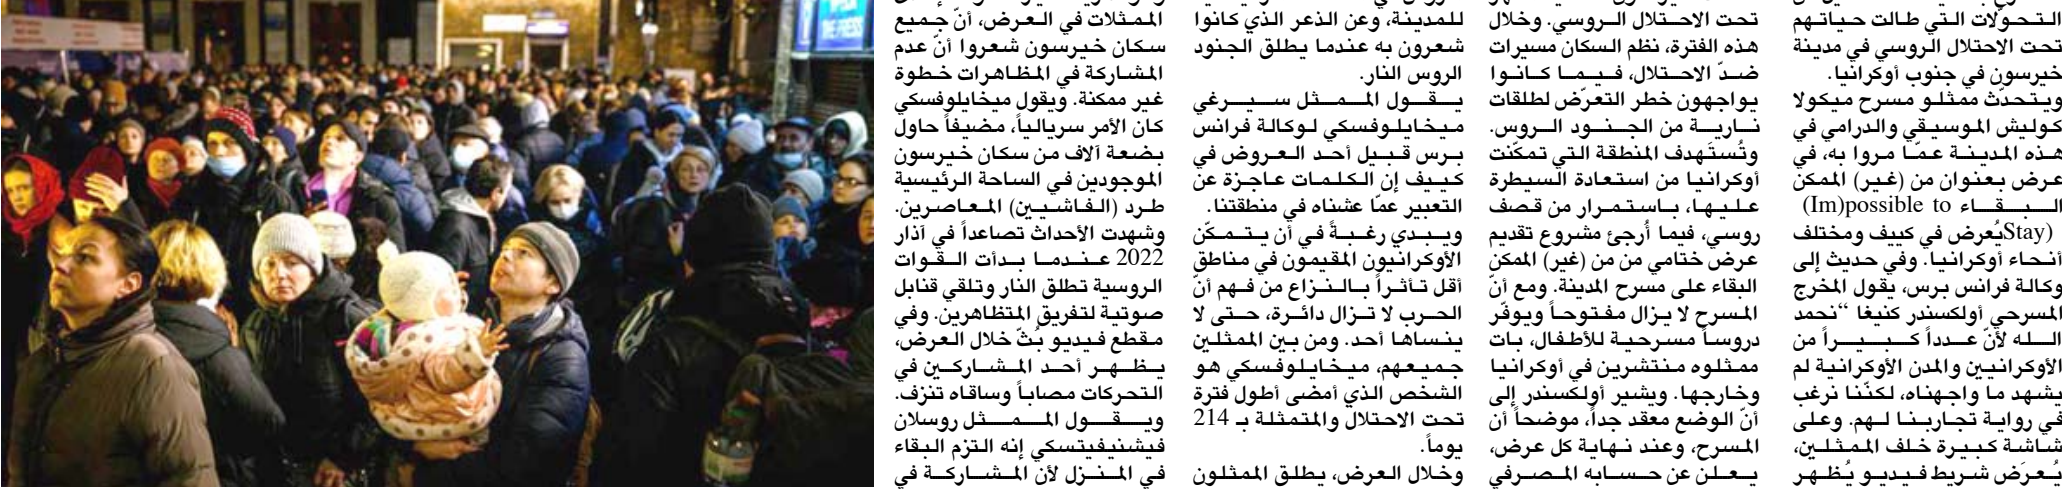 التحوّلات التي طالت حياتهم
تحت الاحتلال الروسي في مدينة
خيرسون في جنوب أوكرانيا.
ويتحدّث ممثلو مسرح ميكولا
كوليش الموسيقي والدرامي في
هذه المدينة عمّا مروا به، في
عرض بعنوان من (غير) الممكن
البقاء (Im)possible to
(Stayيُعرض في كييف ومختلف
أنحاء أوكرانيا. وفي حديث إلى
وكالة فرانس برس، يقول المخرج
المسرحي أولكسندر كنيغا “نحمد
الله لأنّ عدداً كبيراً من
الأوكرانيين والمدن الأوكرانية لم
يشهد ما واجهناه، لكنّنا نرغب
في رواية تجاربنا لهم. وعلى
شاشة كبيرة خلف الممثلين،
يُعرَض شريط فيديو يُظهر
تحت الاحتلال الروسي. وخلال
هذه الفترة، نظم السكان مسيرات
ضدّ الاحتلال، فيما كانوا
يواجهون خطر التعرّض لطلقات
نارية من الجنود الروس.
وتُستَهدف المنطقة التي تمكّنت
أوكرانيا من استعادة السيطرة
عليها، باستمرار من قصف
روسي، فيما أُرجئ مشروع تقديم
عرض ختامي من من (غير) الممكن
البقاء على مسرح المدينة. ومع أنّ
المسرح لا يزال مفتوحاً ويوفّر
دروساً مسرحية للأطفال، بات
ممثلوه منتشرين في أوكرانيا
وخارجها. ويشير أولكسندر إلى
أنّ الوضع معقد جداً، موضحاً أن
المسرح، وعند نهاية كل عرض،
يعلن عن حسابه المصرفي
للمدينة، وعن الذعر الذي كانوا
شعرون به عندما يطلق الجنود
الروس النار.
يقول الممثل سيرغي
ميخايلوفسكي لوكالة فرانس
برس قبيل أحد العروض في
كييف إن الكلمات عاجزة عن
التعبير عمّا عشناه في منطقتنا.
ويبدي رغبةً في أن يتمكّن
الأوكرانيون المقيمون في مناطق
أقل تأثراً بالنزاع من فهم أنّ
الحرب لا تزال دائرة، حتى لا
ينساها أحد. ومن بين الممثلين
جميعهم، ميخايلوفسكي هو
الشخص الذي أمضى أطول فترة
تحت الاحتلال والمتمثلة بـ 214
يوماً.
وخلال العرض، يطلق الممثلون
الممثلات في العرض، أنّ جميع
سكان خيرسون شعروا أنّ عدم
المشاركة في المظاهرات خطوة
غير ممكنة. ويقول ميخايلوفسكي
كان الأمر سريالياً، مضيفاً حاول
بضعة آلاف من سكان خيرسون
الموجودين في الساحة الرئيسية
طرد (الفاشيين) المعاصرين.
وشهدت الأحداث تصاعداً في آذار
2022 عندما بدأت القوات
الروسية تطلق النار وتلقي قنابل
صوتية لتفريق المتظاهرين. وفي
مقطع فيديو بُثّ خلال العرض،
يظهر أحد المشاركين في
التحركات مصاباً وساقاه تنزف.
ويقول الممثل روسلان
فيشنيفيتسكي إنه التزم البقاء
في المنزل لأن المشاركة في